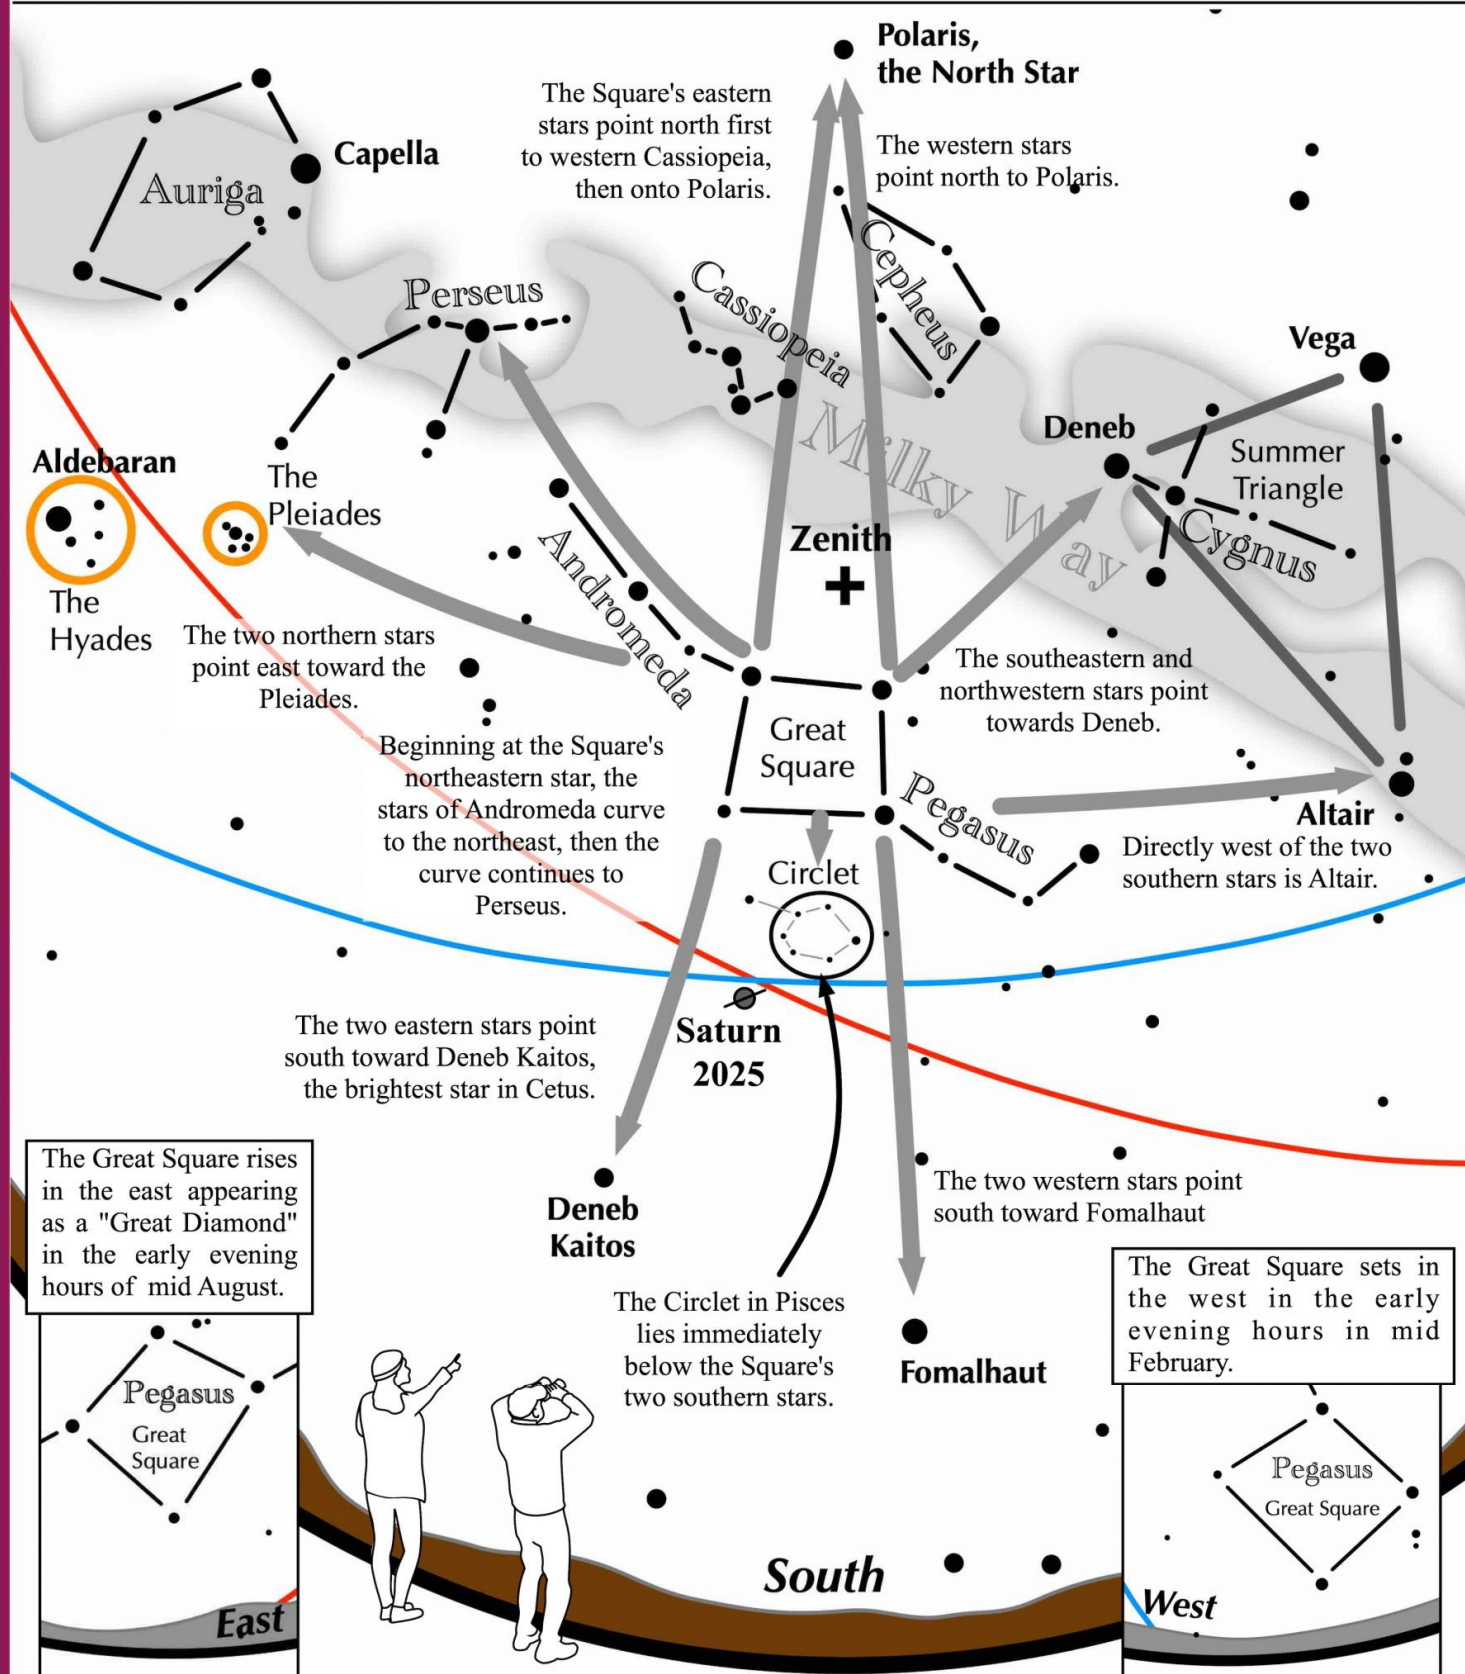 Polaris,
the North Star
The Square's eastern
stars point north first
to western Cassiopeia,
then onto Polaris.
The western stars
point north to Polaris.
Capella
Auriga
Perseus
Cassiopeia
Cepheus
Vega
Milky Way
Deneb
Summer
Triangle
Cygnus
Aldebaran
The
Hyades
The
Pleiades
Zenith
Andromeda
The two northern stars
point east toward the
Pleiades.
The southeastern and
northwestern stars point
towards Deneb.
Great
Square
Beginning at the Square's
northeastern star, the
stars of Andromeda curve
to the northeast, then the
curve continues to
Perseus.
Pegasus
Altair
Directly west of the two
southern stars is Altair.
Circlet
Saturn
2025
The two eastern stars point
south toward Deneb Kaitos,
the brightest star in Cetus.
Deneb
Kaitos
The two western stars point
south toward Fomalhaut
Fomalhaut
The Circlet in Pisces
lies immediately
below the Square's
two southern stars.
The Great Square rises
in the east appearing
as a "Great Diamond"
in the early evening
hours of mid August.
Pegasus
Great
Square
East
South
The Great Square sets in
the west in the early
evening hours in mid
February.
Pegasus
Great Square
West